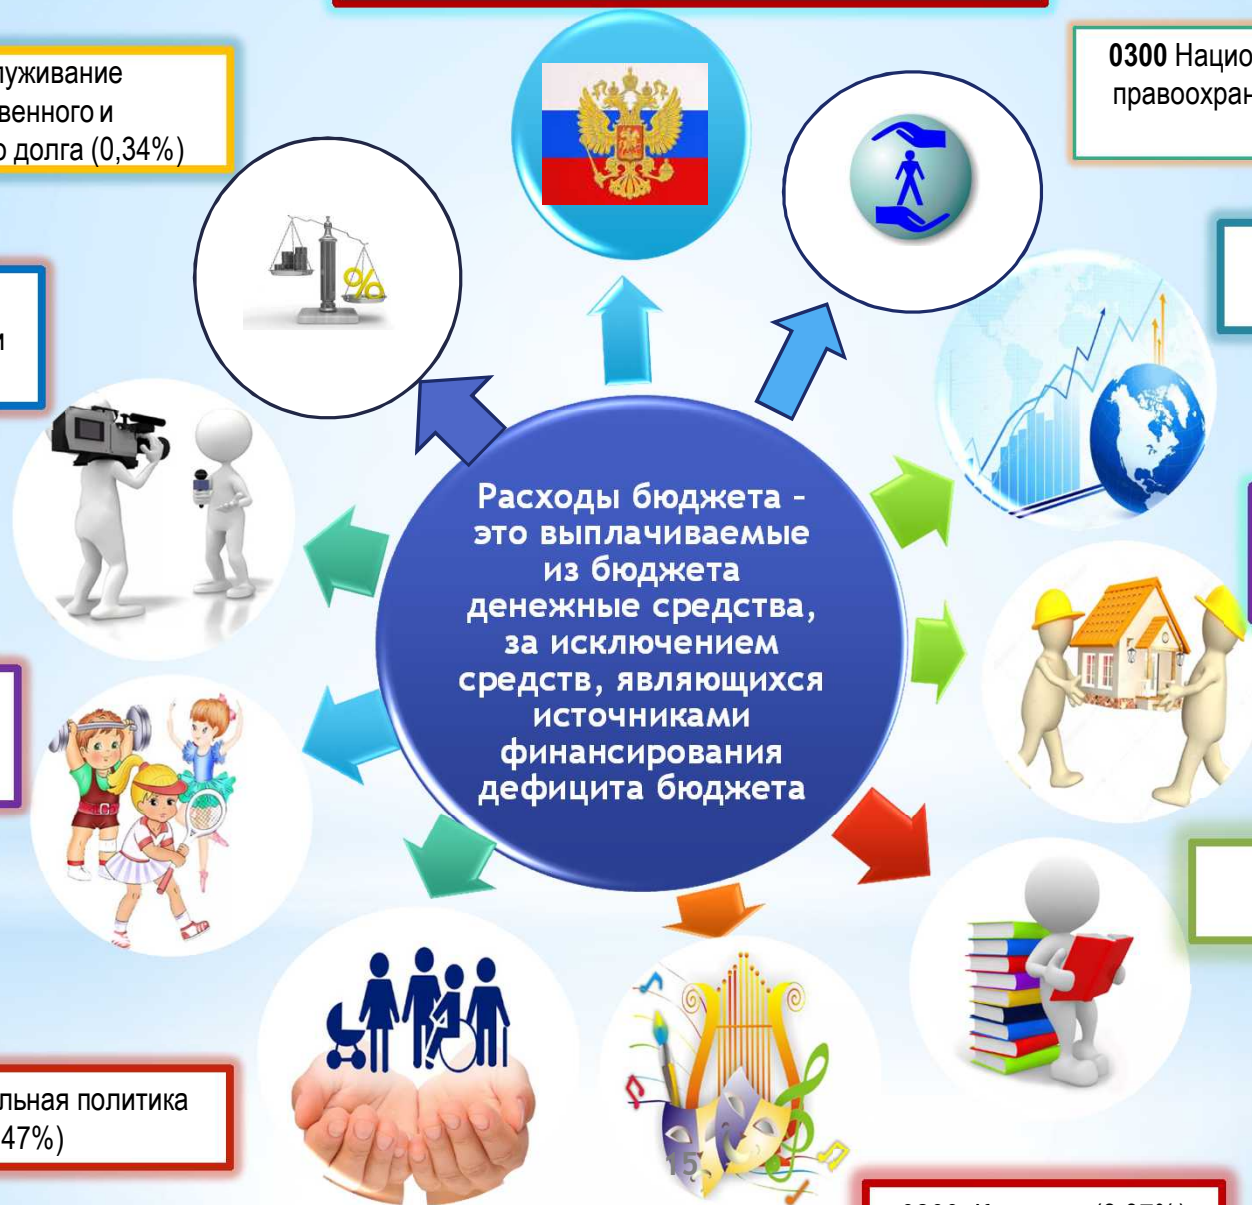 луживание
венного и
о долга (0,34%)
0300 Нацио
правоохран
и
%
Расходы бюджета –
это выплачиваемые
из бюджета
денежные средства,
за исключением
средств, являющихся
источниками
финансирования
дефицита бюджета
льная политика
47%)
15